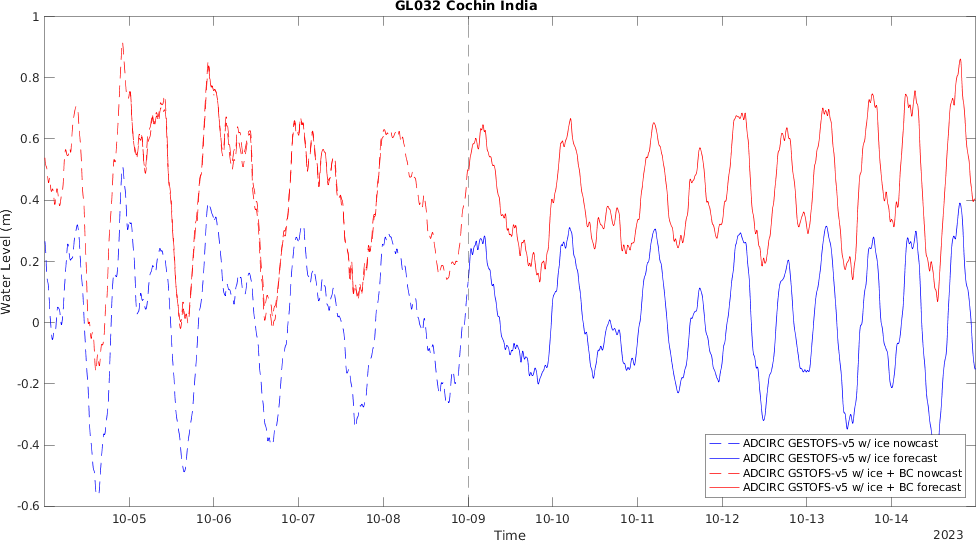 GL032 Cochin India
1
0.8
0.6
0.4
0.2
0
-0.2
-0.4
-0.6
Water Level (m)
10-05 10-06 10-07 10-08 10-09 10-10 10-11 10-12 10-13 10-14
Time
2023
ADCIRC GESTOFS-v5 w/ ice nowcast
ADCIRC GESTOFS-v5 w/ ice forecast
ADCIRC GSTOFS-v5 w/ ice + BC nowcast
ADCIRC GSTOFS-v5 w/ ice + BC forecast